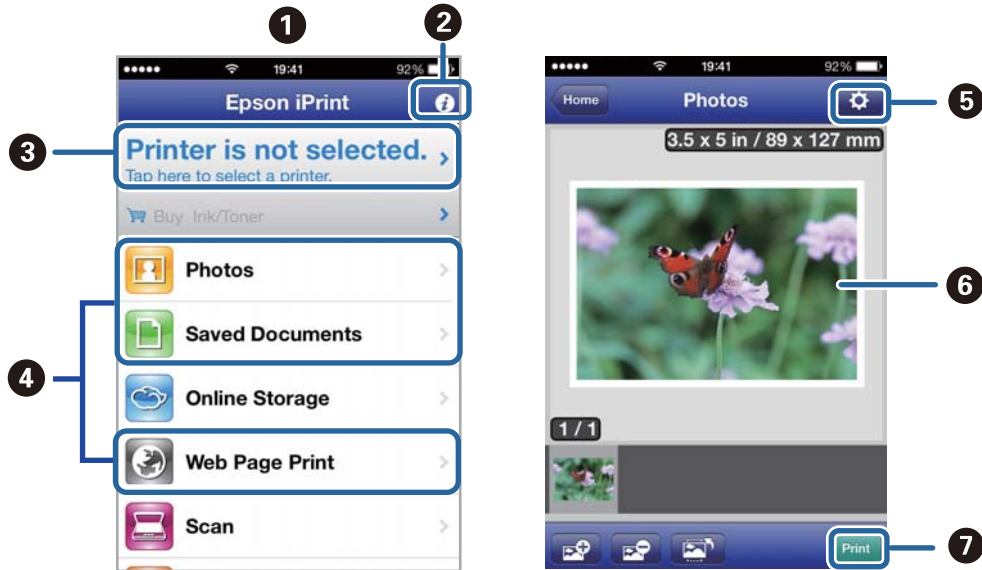 1
2
19:41
92%
Epson iPrint
3
Printer is not selected.
Tap here to select a printer.
Buy Ink/Toner
Photos
Saved Documents
4
Online Storage
Web Page Print
Scan
19:41
92%
Home
Photos
5
3.5 x 5 in / 89 x 127 mm
6
1 / 1
Print
7